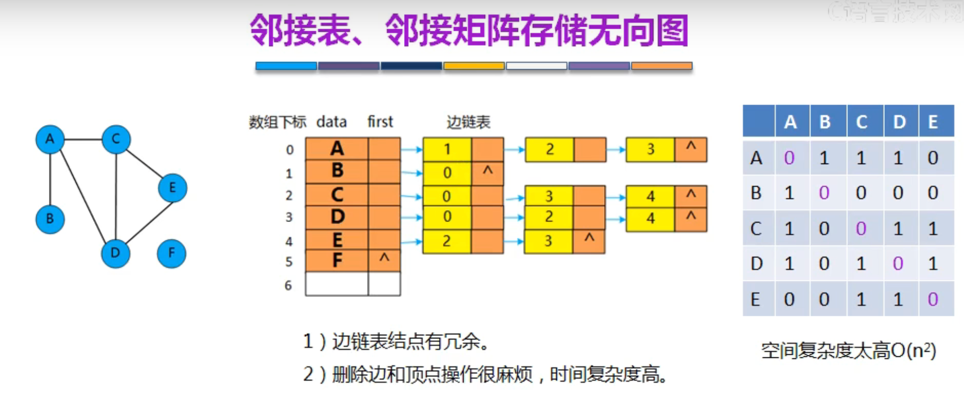 邻接表、邻接矩阵存储无向图
A
C
E
B
D
F
数组下标 data first 边链表
0 A 1 2 3 ^
1 B 0 ^
2 C 0 3 4 ^
3 D 0 2 4 ^
4 E 2 3 ^
5 F ^
6
1）边链表结点有冗余。
2）删除边和顶点操作很麻烦，时间复杂度高。
A B C D E
A 0 1 1 1 0
B 1 0 0 0 0
C 1 0 0 1 1
D 1 0 1 0 1
E 0 0 1 1 0
空间复杂度太高O(n²)